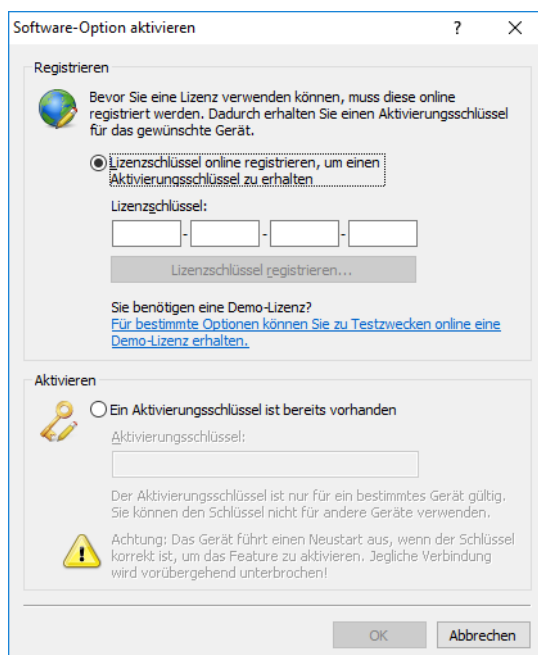 Software-Option aktivieren
Registrieren
Bevor Sie eine Lizenz verwenden können, muss diese online
registriert werden. Dadurch erhalten Sie einen Aktivierungsschlüssel
für das gewünschte Gerät.
Lizenzschlüssel online registrieren, um einen
Aktivierungsschlüssel zu erhalten
Lizenzschlüssel:
- - -
Lizenzschlüssel registrieren...
Sie benötigen eine Demo-Lizenz?
Für bestimmte Optionen können Sie zu Testzwecken online eine
Demo-Lizenz erhalten.
Aktivieren
Ein Aktivierungsschlüssel ist bereits vorhanden
Aktivierungsschlüssel:
Der Aktivierungsschlüssel ist nur für ein bestimmtes Gerät gültig.
Sie können den Schlüssel nicht für andere Geräte verwenden.
Achtung: Das Gerät führt einen Neustart aus, wenn der Schlüssel
korrekt ist, um das Feature zu aktivieren. Jegliche Verbindung
wird vorübergehend unterbrochen!
OK Abbrechen